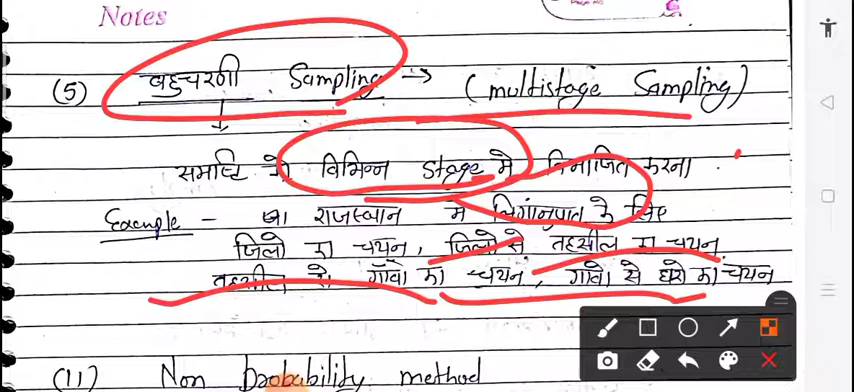 Notes
(5) बहुचरणी Sampling → (multistage Sampling)
समष्टि को विभिन्न stage में विभाजित करना
Example - राजस्थान में लिंगानुपात के लिए
जिलो का चयन, जिलो से तहसील का चयन
तहसील से गाँवो का चयन, गाँवो से घरो का चयन
(11) Non Probability method